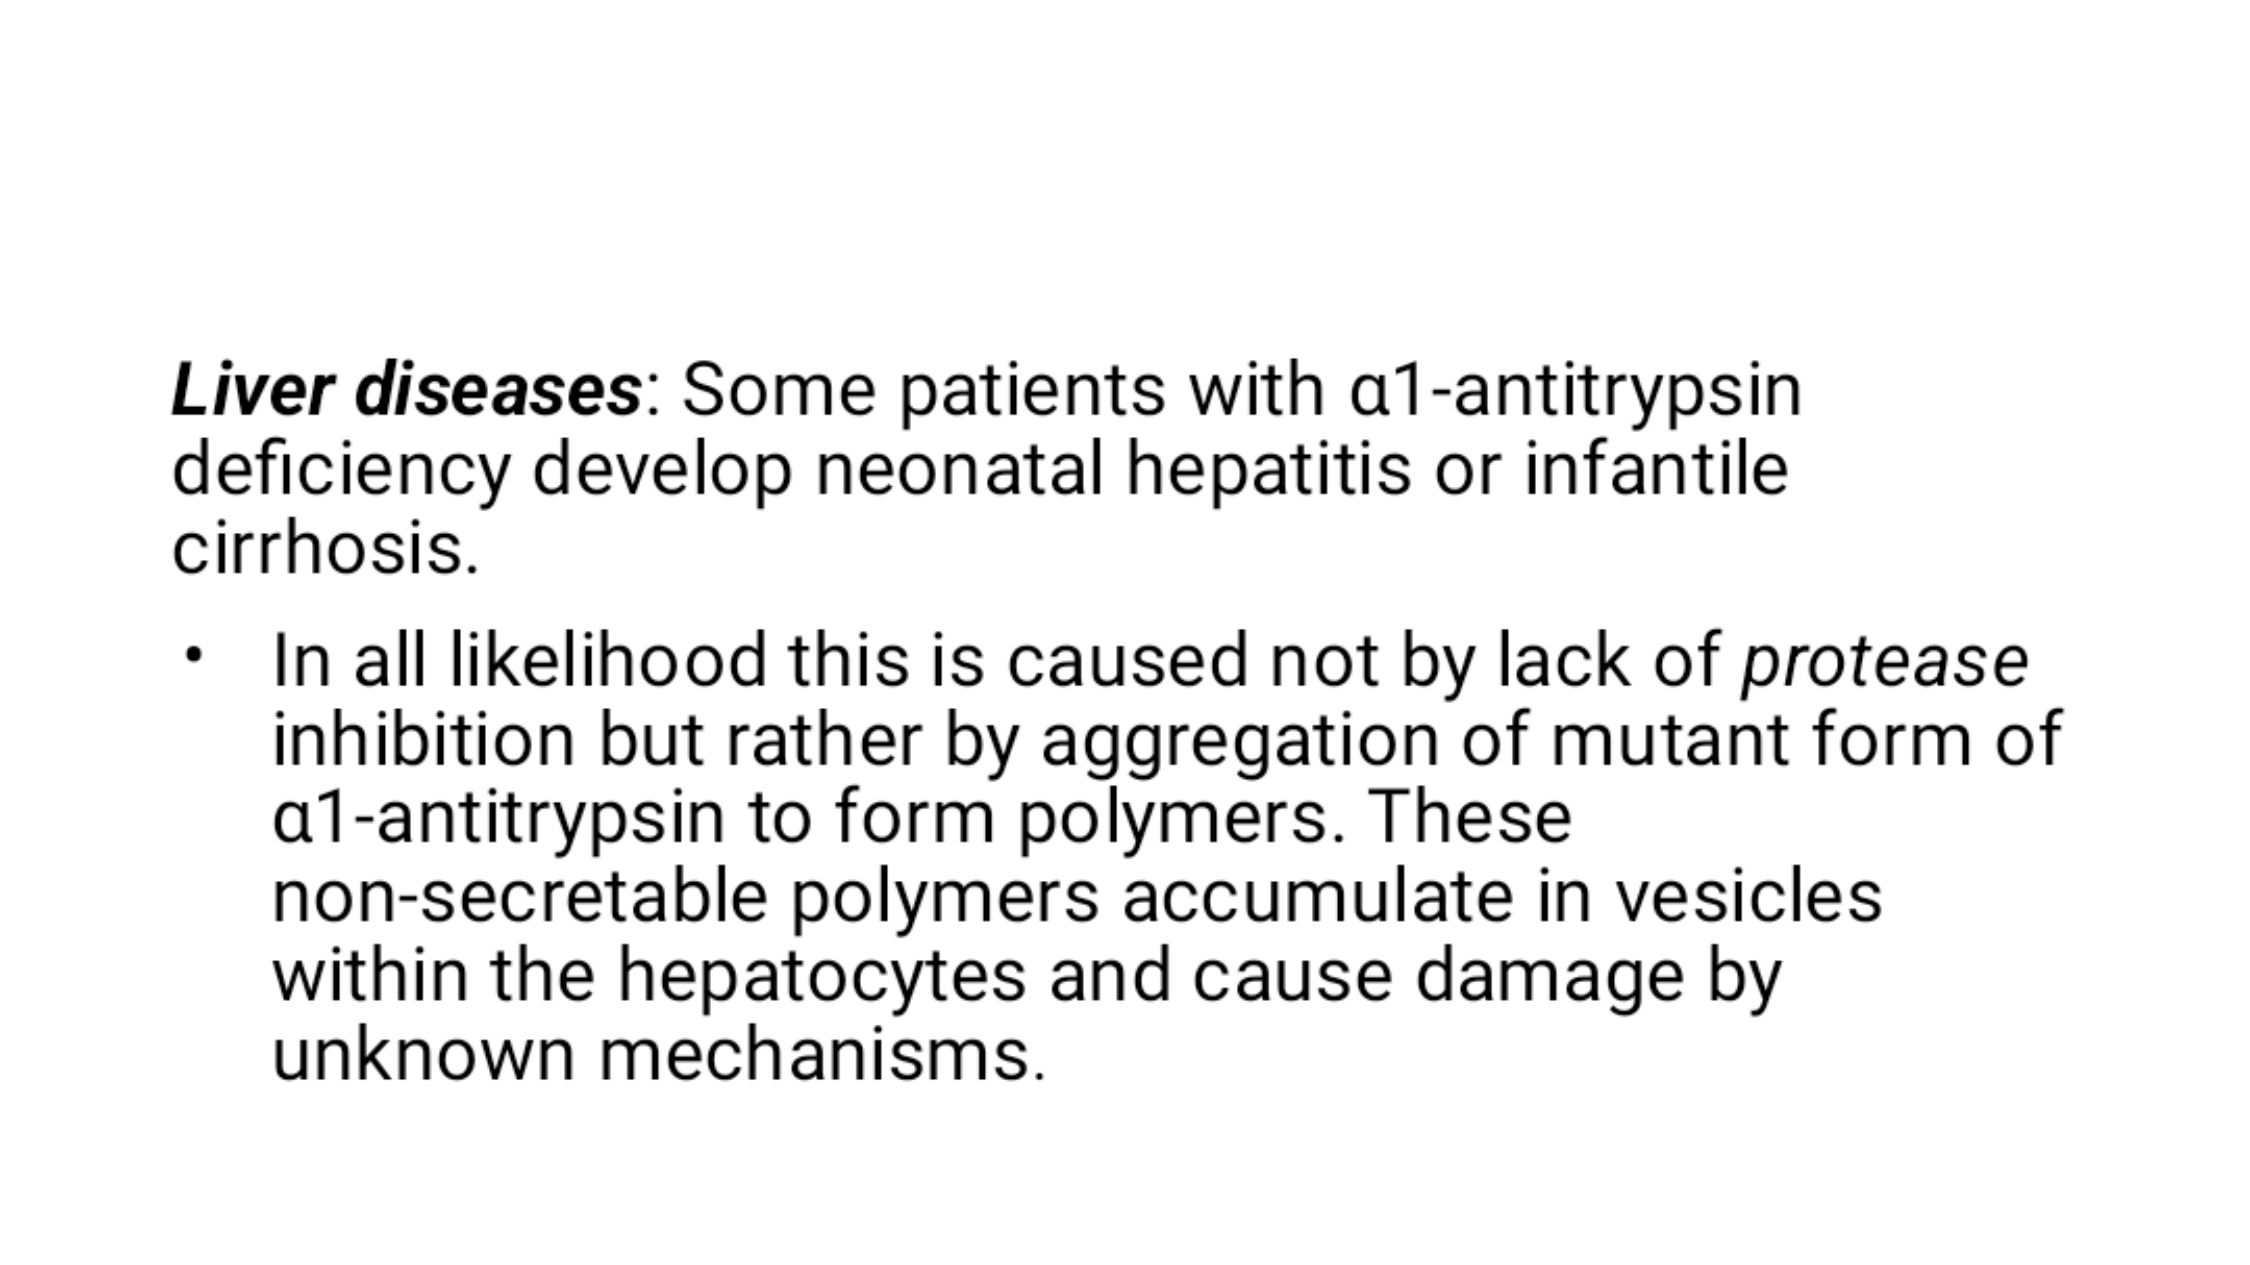 Liver diseases: Some patients with α1-antitrypsin
deficiency develop neonatal hepatitis or infantile
cirrhosis.
• In all likelihood this is caused not by lack of protease
inhibition but rather by aggregation of mutant form of
α1-antitrypsin to form polymers. These
non-secretable polymers accumulate in vesicles
within the hepatocytes and cause damage by
unknown mechanisms.